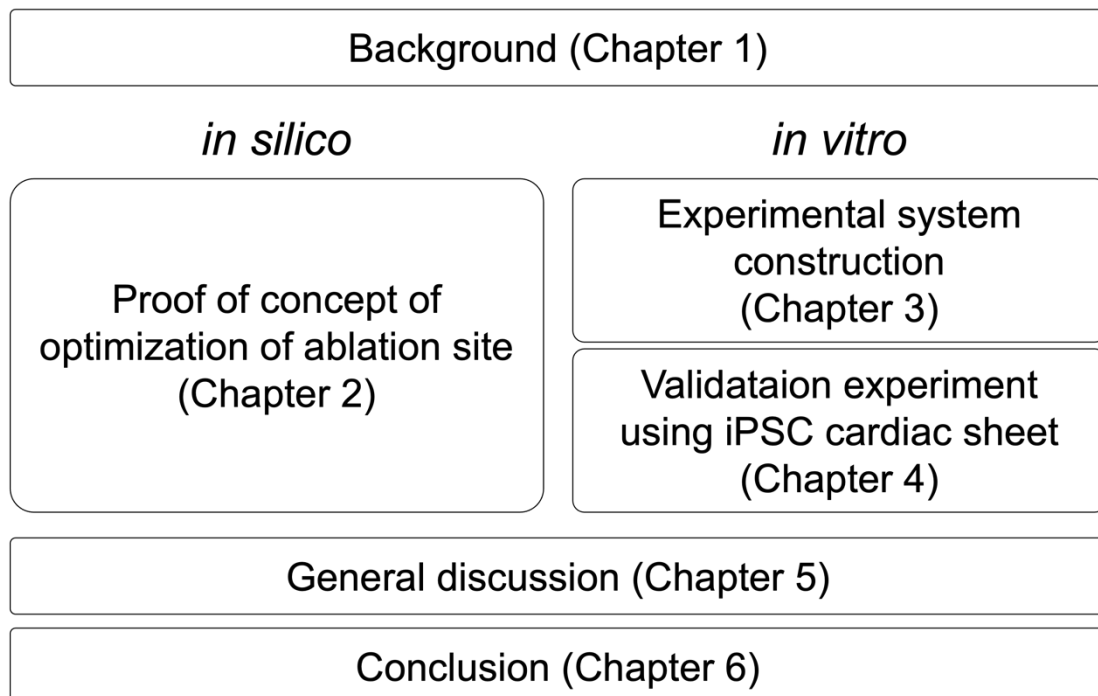 Background (Chapter 1)
in silico
in vitro
Proof of concept of
optimization of ablation site
(Chapter 2)
Experimental system
construction
(Chapter 3)
Validataion experiment
using iPSC cardiac sheet
(Chapter 4)
General discussion (Chapter 5)
Conclusion (Chapter 6)